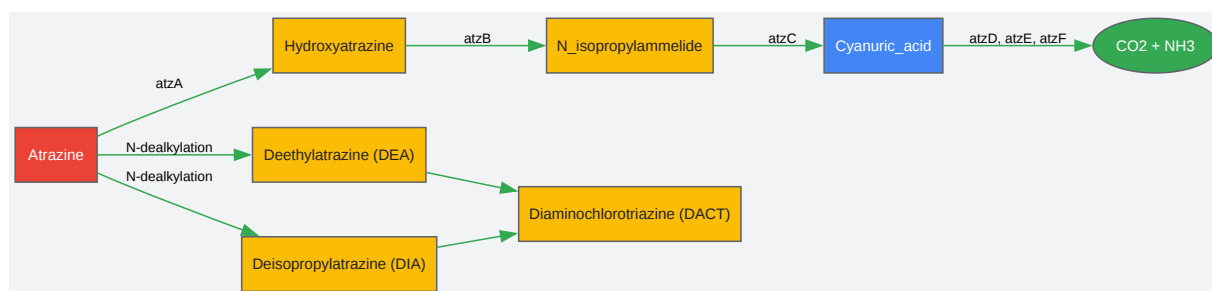 Hydroxyatrazine
atzB
N_isopropylammelide
atzC
Cyanuric_acid
atzD, atzE, atzF
CO2 + NH3
atzA
Atrazine
N-dealkylation
Deethylatrazine (DEA)
N-dealkylation
Diaminochlorotriazine (DACT)
Deisopropylatrazine (DIA)